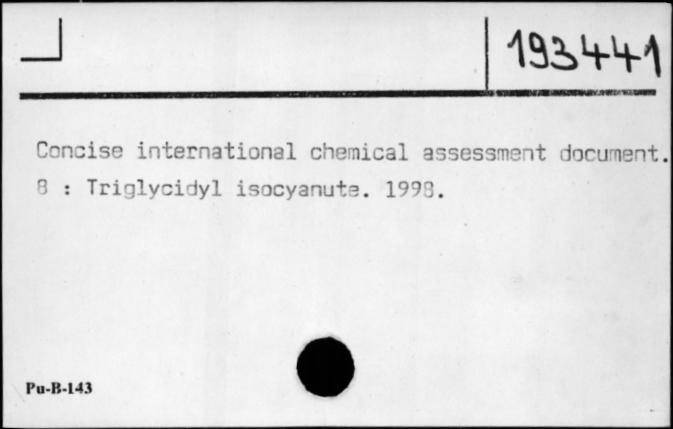 193441
Concise international chemical assessment document.
8 : Triglycidyl isocyanute. 1998.
Pu-B-143